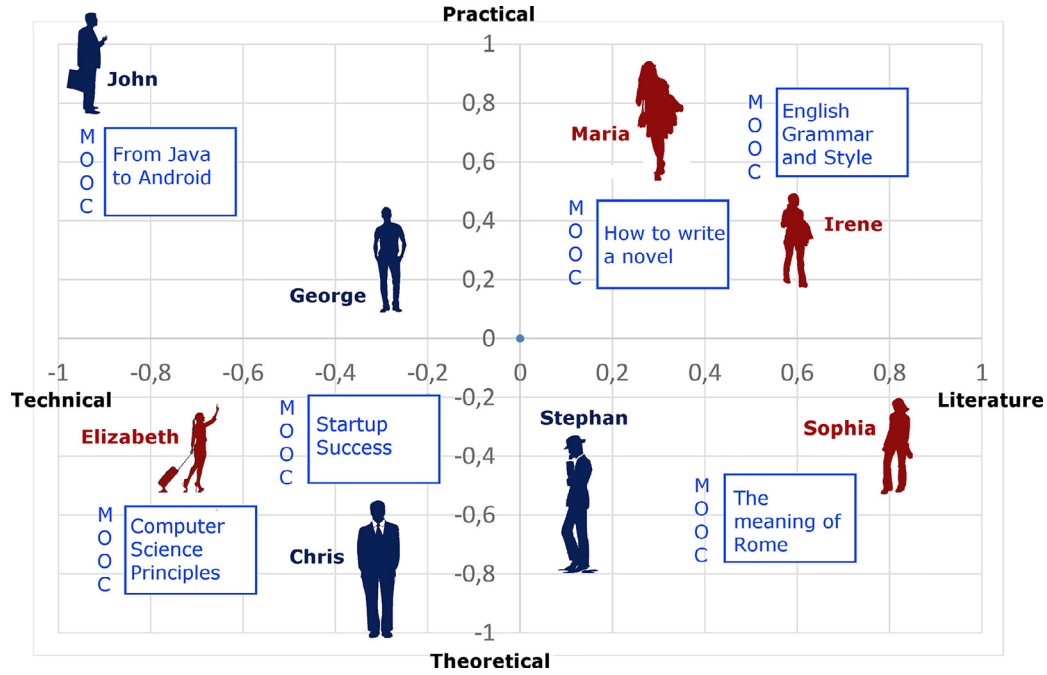 Practical
1
John
0,8
Maria
M
O
O
C
English
Grammar
and Style
M
O
O
C
From Java
to Android
0,6
0,4
M
O
O
C
How to write
a novel
Irene
George
0,2
0
-1
-0,8
-0,6
-0,4
-0,2
0
0,2
0,4
0,6
0,8
1
Technical
Literature
-0,2
Elizabeth
M
O
O
C
Startup
Success
Stephan
Sophia
-0,4
M
O
O
C
Computer
Science
Principles
Chris
-0,6
M
O
O
C
The
meaning of
Rome
-0,8
-1
Theoretical